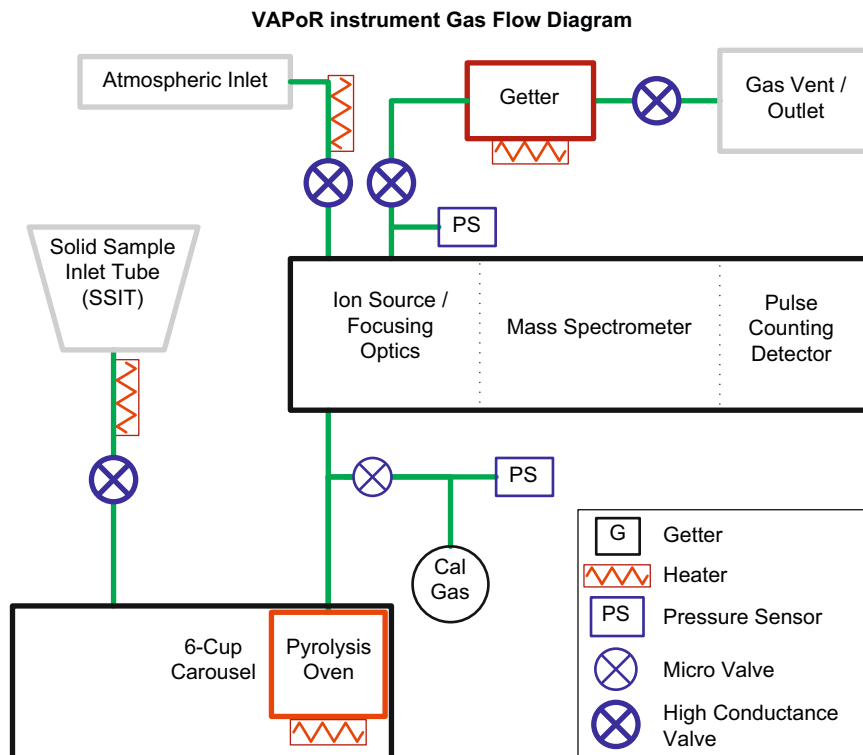 VAPoR instrument Gas Flow Diagram
Atmospheric Inlet
Getter
Gas Vent /
Outlet
PS
Solid Sample
Inlet Tube
(SSIT)
Ion Source /
Focusing
Optics
Mass Spectrometer
Pulse
Counting
Detector
PS
Cal
Gas
6-Cup
Carousel
Pyrolysis
Oven
G Getter
Heater
PS Pressure Sensor
Micro Valve
High Conductance
Valve